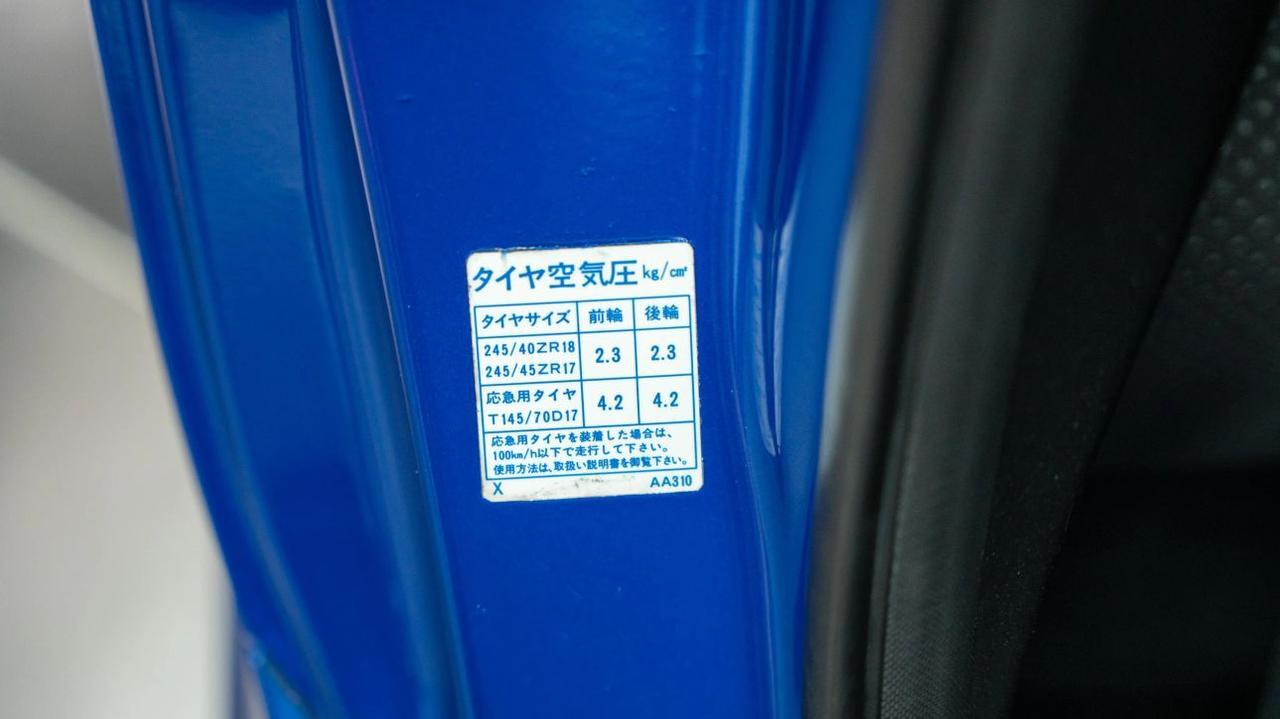 タイヤ空気圧 kg/cm²
タイヤサイズ 前輪 後輪
245/40ZR18
245/45ZR17 2.3 2.3
応急用タイヤ
T145/70D17 4.2 4.2
応急用タイヤを装着した場合は、
100km/h以下で走行して下さい。
使用方法は、取扱い説明書を御覧下さい。
X AA310